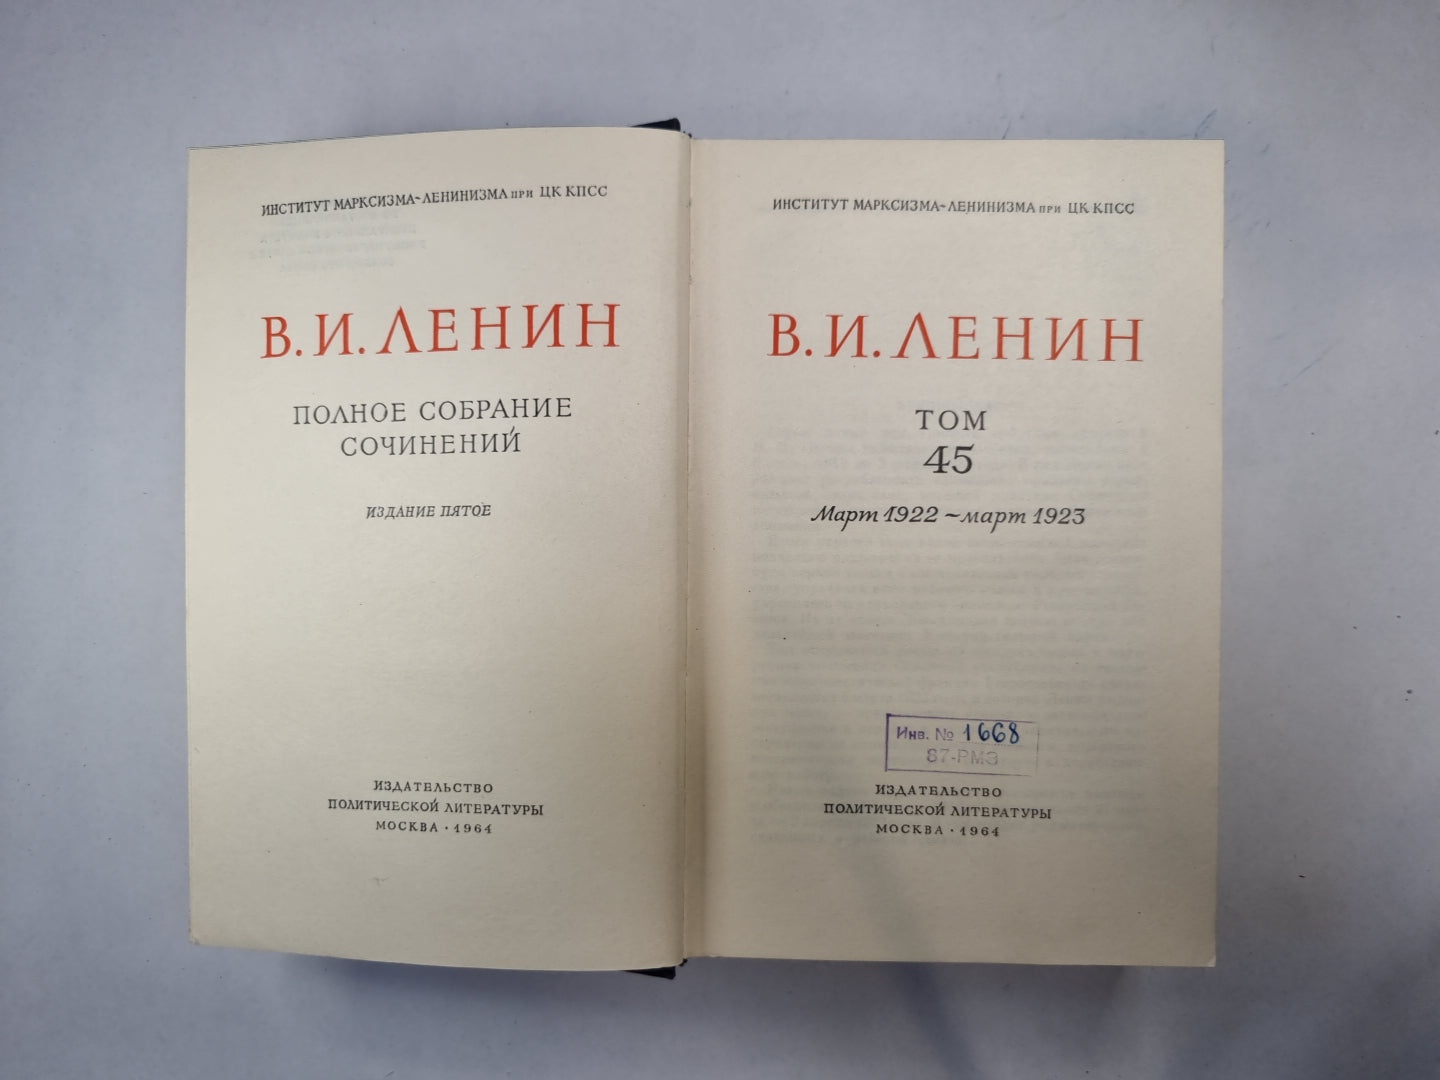 ИНСТИТУТ МАРКСИЗМА-ЛЕНИНИЗМА ПРИ ЦК КПСС
В. И. ЛЕНИН
ПОЛНОЕ СОБРАНИЕ
СОЧИНЕНИЙ
ИЗДАНИЕ ПЯТОЕ
ИЗДАТЕЛЬСТВО
ПОЛИТИЧЕСКОЙ ЛИТЕРАТУРЫ
МОСКВА · 1964
ИНСТИТУТ МАРКСИЗМА-ЛЕНИНИЗМА ПРИ ЦК КПСС
В. И. ЛЕНИН
ТОМ
45
Март 1922 – март 1923
Инв. № 1668
87-РМЭ
ИЗДАТЕЛЬСТВО
ПОЛИТИЧЕСКОЙ ЛИТЕРАТУРЫ
МОСКВА · 1964